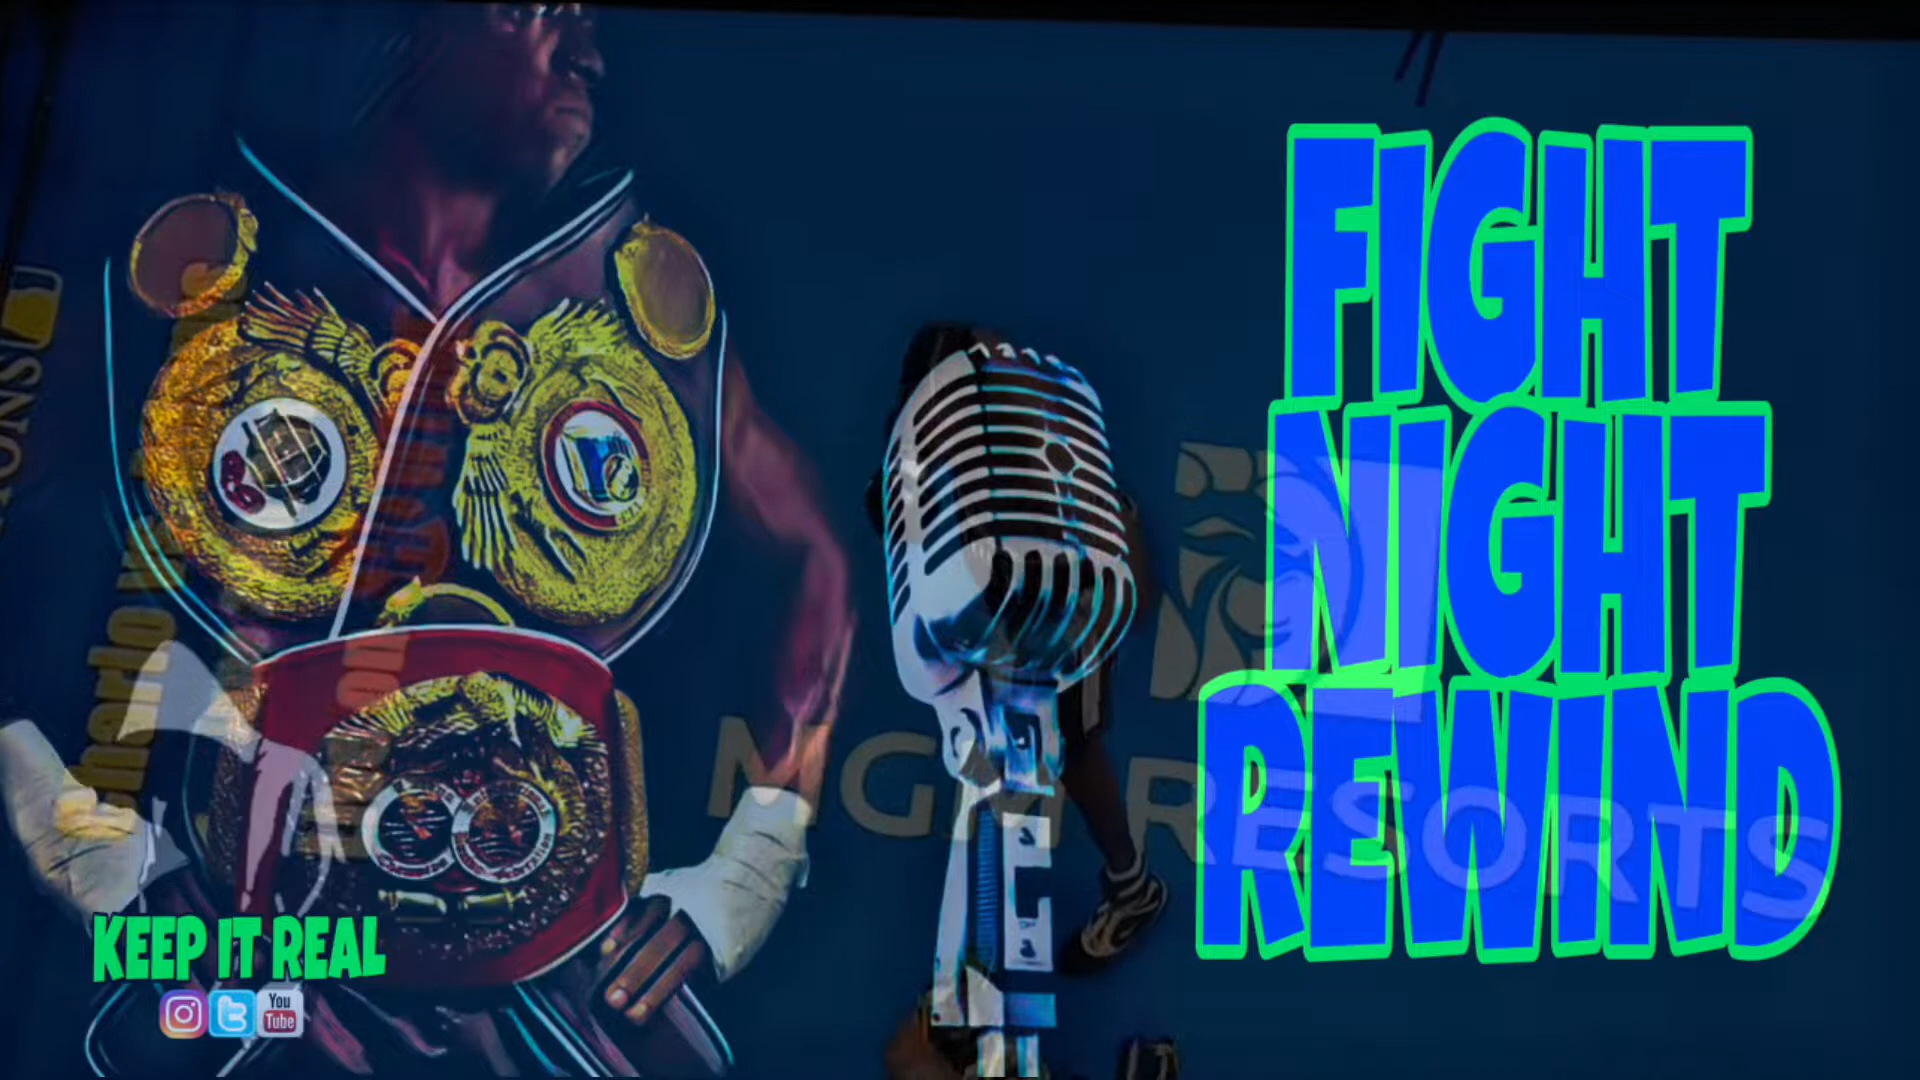 FIGHT
NIGHT
REWIND
MGM RESORTS
KEEP IT REAL
You
Tube